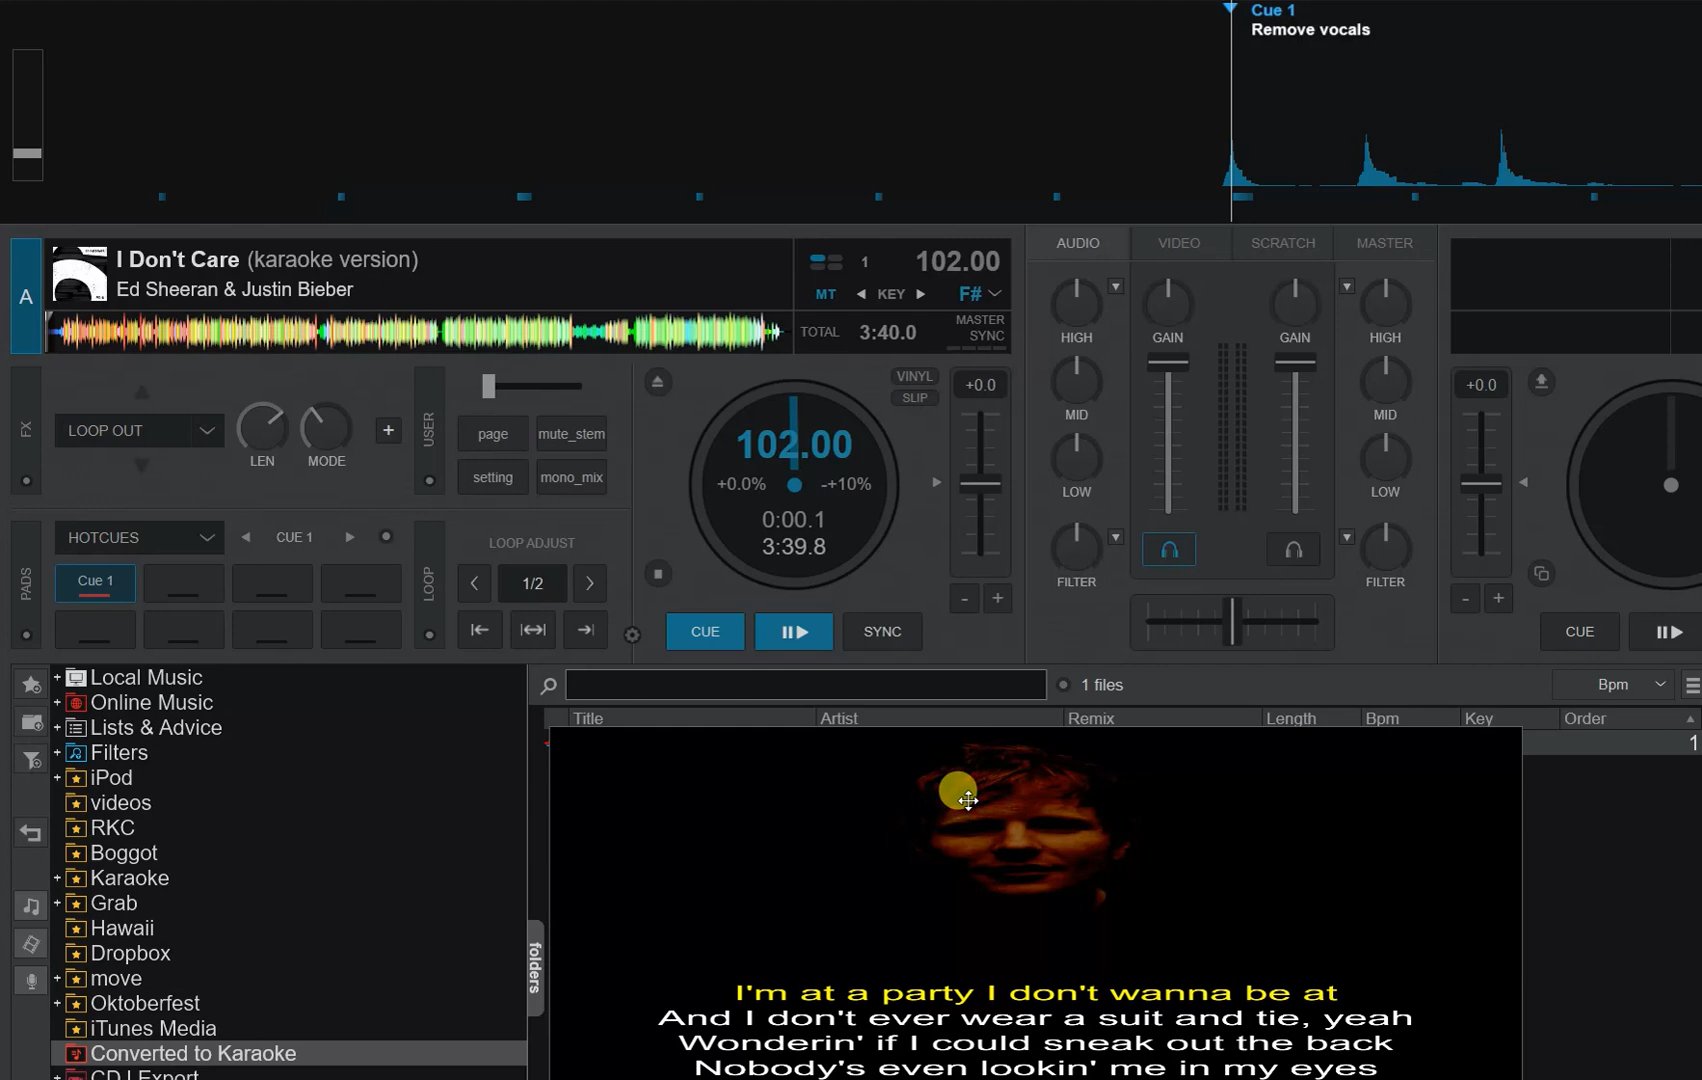 Cue 1
Remove vocals
A
I Don't Care (karaoke version)
Ed Sheeran & Justin Bieber
1
102.00
MT
KEY
F#
TOTAL
3:40.0
MASTER
SYNC
AUDIO
VIDEO
SCRATCH
MASTER
HIGH
GAIN
GAIN
HIGH
MID
MID
LOW
LOW
FILTER
FILTER
FX
LOOP OUT
LEN
MODE
+
USER
page
mute_stem
setting
mono_mix
VINYL
SLIP
+0.0
102.00
+0.0%
-+10%
0:00.1
3:39.8
- +
+0.0
- +
PADS
HOTCUES
CUE 1
Cue 1
LOOP
LOOP ADJUST
1/2
CUE
SYNC
CUE
Local Music
Online Music
Lists & Advice
Filters
iPod
videos
RKC
Boggot
Karaoke
Grab
Hawaii
Dropbox
move
Oktoberfest
iTunes Media
Converted to Karaoke
CDJ Export
folders
1 files
Bpm
Title
Artist
Remix
Length
Bpm
Key
Order
1
I'm at a party I don't wanna be at
And I don't ever wear a suit and tie, yeah
Wonderin' if I could sneak out the back
Nobody's even lookin' me in my eyes